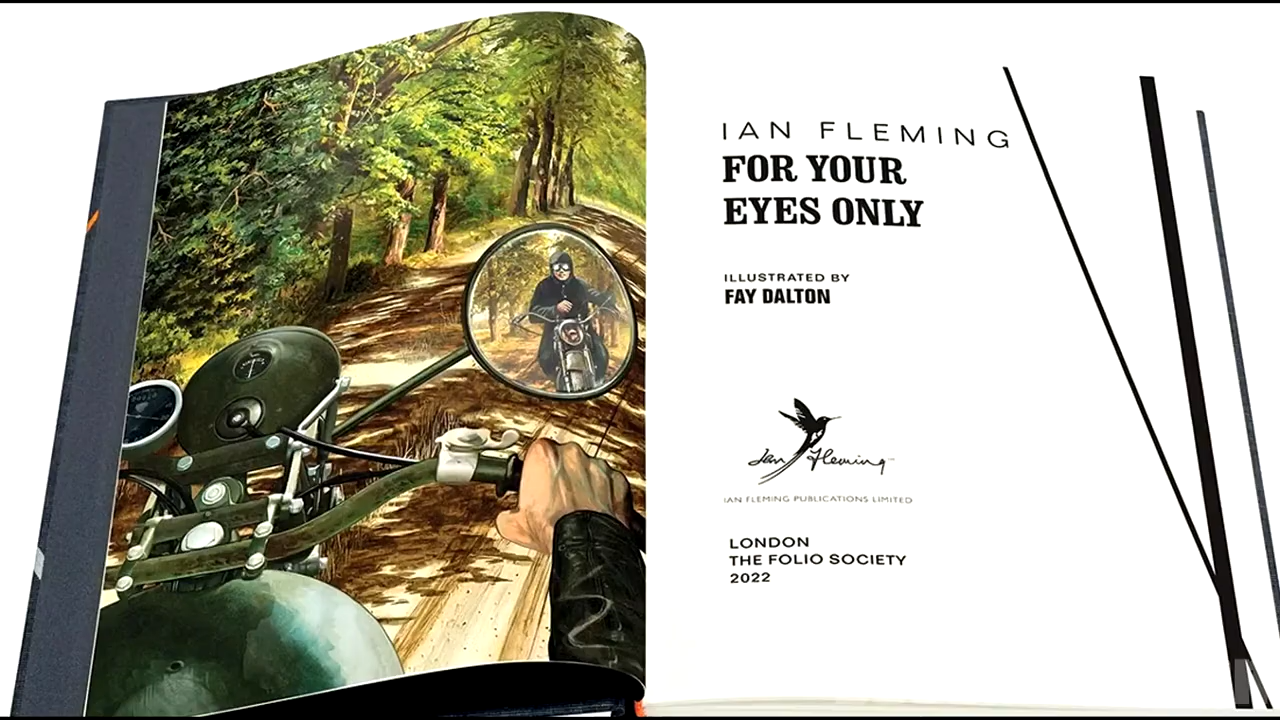 IAN FLEMING
FOR YOUR
EYES ONLY
ILLUSTRATED BY
FAY DALTON
Ian Fleming
IAN FLEMING PUBLICATIONS LIMITED
LONDON
THE FOLIO SOCIETY
2022